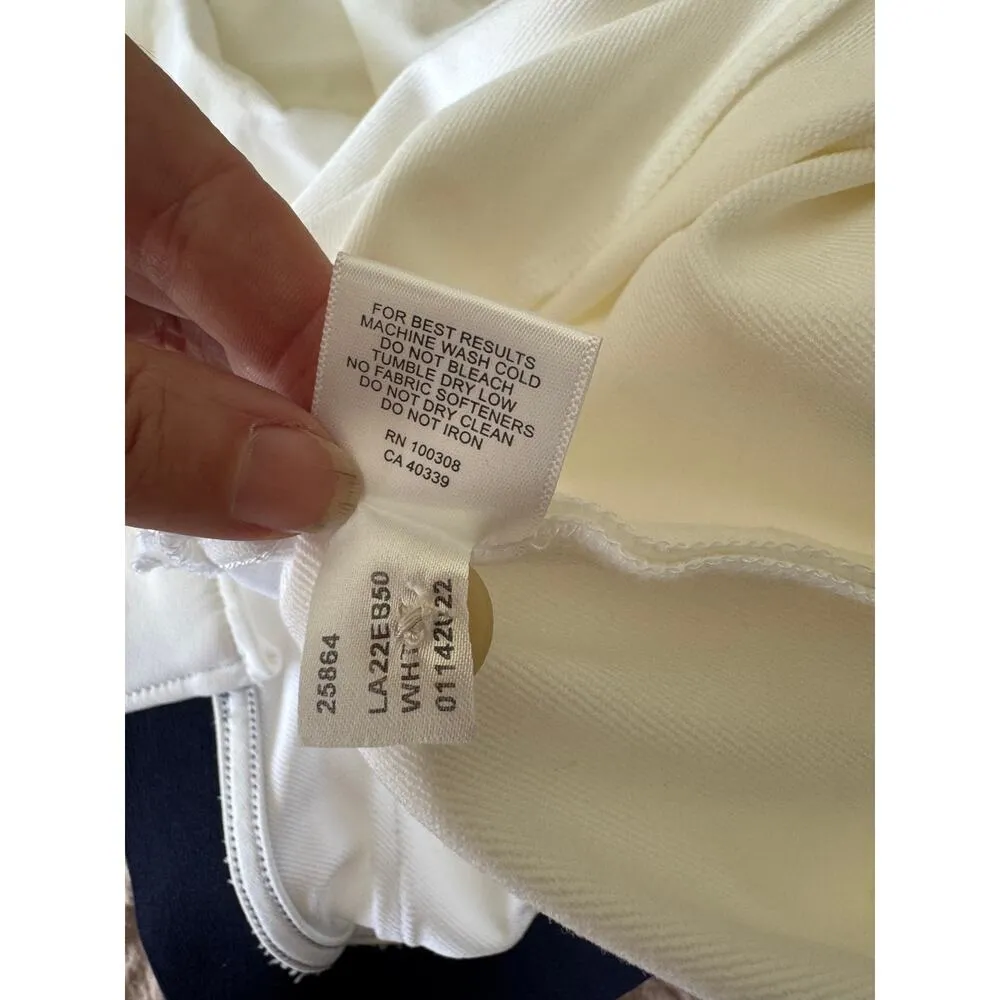 FOR BEST RESULTS
MACHINE WASH COLD
DO NOT BLEACH
TUMBLE DRY LOW
NO FABRIC SOFTENERS
DO NOT DRY CLEAN
DO NOT IRON
RN 100308
CA 40339
25864
LA22EB50